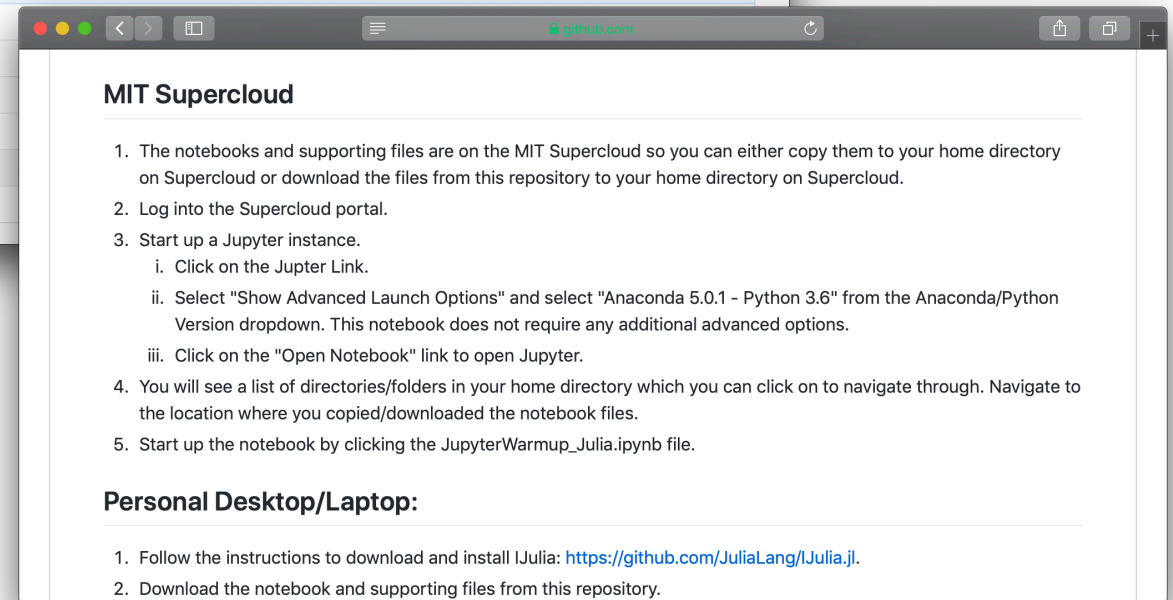 github.com
MIT Supercloud
1. The notebooks and supporting files are on the MIT Supercloud so you can either copy them to your home directory
on Supercloud or download the files from this repository to your home directory on Supercloud.
2. Log into the Supercloud portal.
3. Start up a Jupyter instance.
i. Click on the Jupter Link.
ii. Select "Show Advanced Launch Options" and select "Anaconda 5.0.1 - Python 3.6" from the Anaconda/Python
Version dropdown. This notebook does not require any additional advanced options.
iii. Click on the "Open Notebook" link to open Jupyter.
4. You will see a list of directories/folders in your home directory which you can click on to navigate through. Navigate to
the location where you copied/downloaded the notebook files.
5. Start up the notebook by clicking the JupyterWarmup_Julia.ipynb file.
Personal Desktop/Laptop:
1. Follow the instructions to download and install IJulia: https://github.com/JuliaLang/IJulia.jl.
2. Download the notebook and supporting files from this repository.